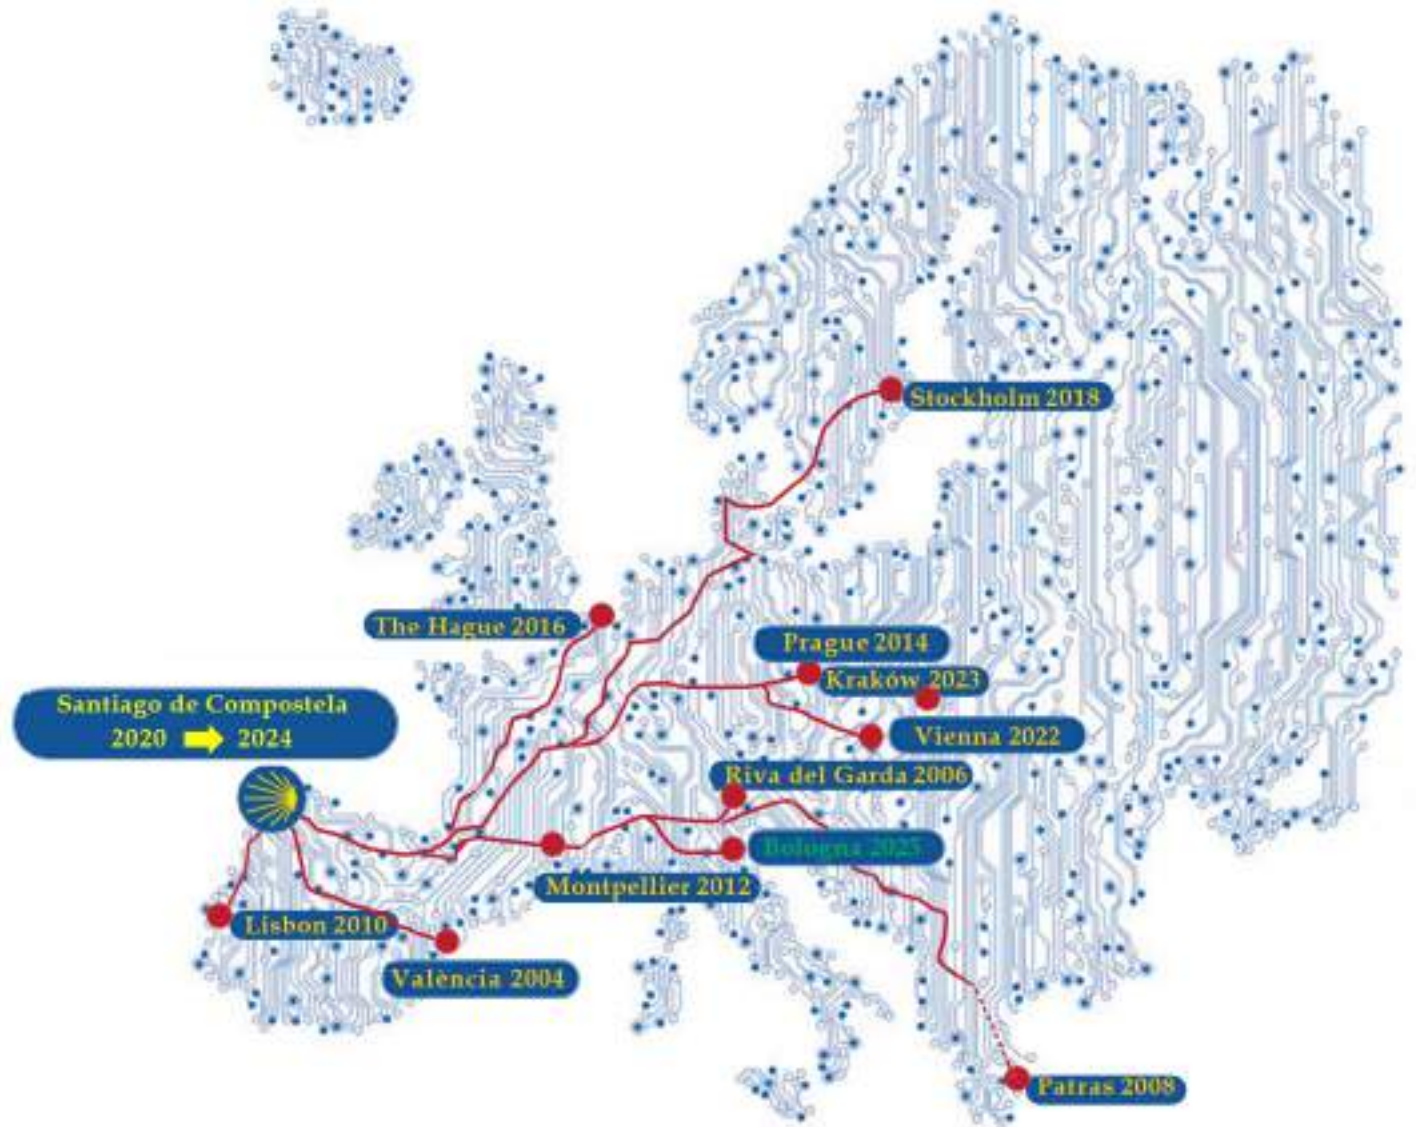 Stockholm 2018
The Hague 2016
Prague 2014
Kraków 2023
Santiago de Compostela
2020 2024
Vienna 2022
Riva del Garda 2006
Bologna 2025
Montpellier 2012
Lisbon 2010
València 2004
Patras 2008